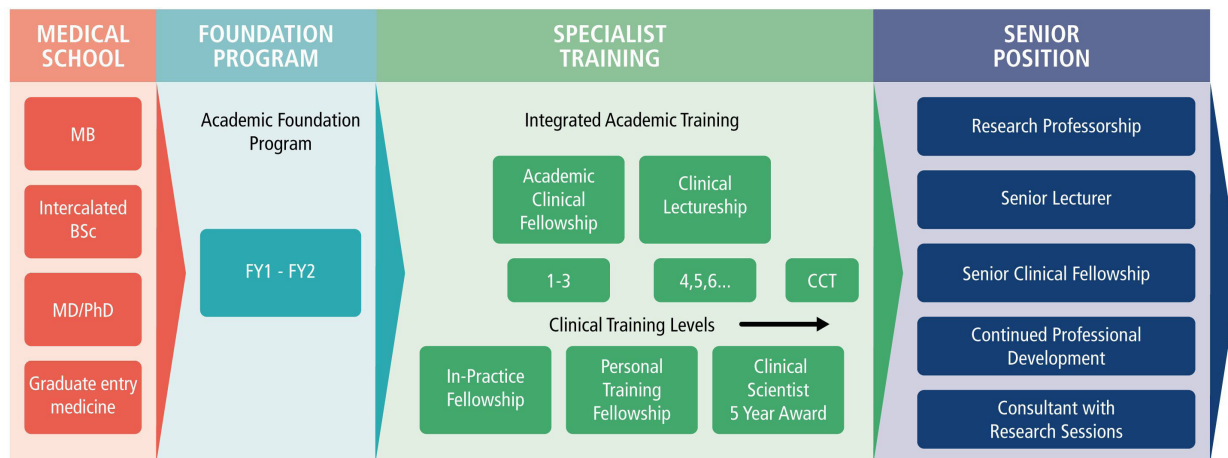 MEDICAL
SCHOOL
FOUNDATION
PROGRAM
SPECIALIST
TRAINING
SENIOR
POSITION
MB
Intercalated
BSc
MD/PhD
Graduate entry
medicine
Academic Foundation
Program
FY1 - FY2
Integrated Academic Training
Academic
Clinical
Fellowship
Clinical
Lectureship
1-3
4,5,6...
CCT
Clinical Training Levels
In-Practice
Fellowship
Personal
Training
Fellowship
Clinical
Scientist
5 Year Award
Research Professorship
Senior Lecturer
Senior Clinical Fellowship
Continued Professional
Development
Consultant with
Research Sessions